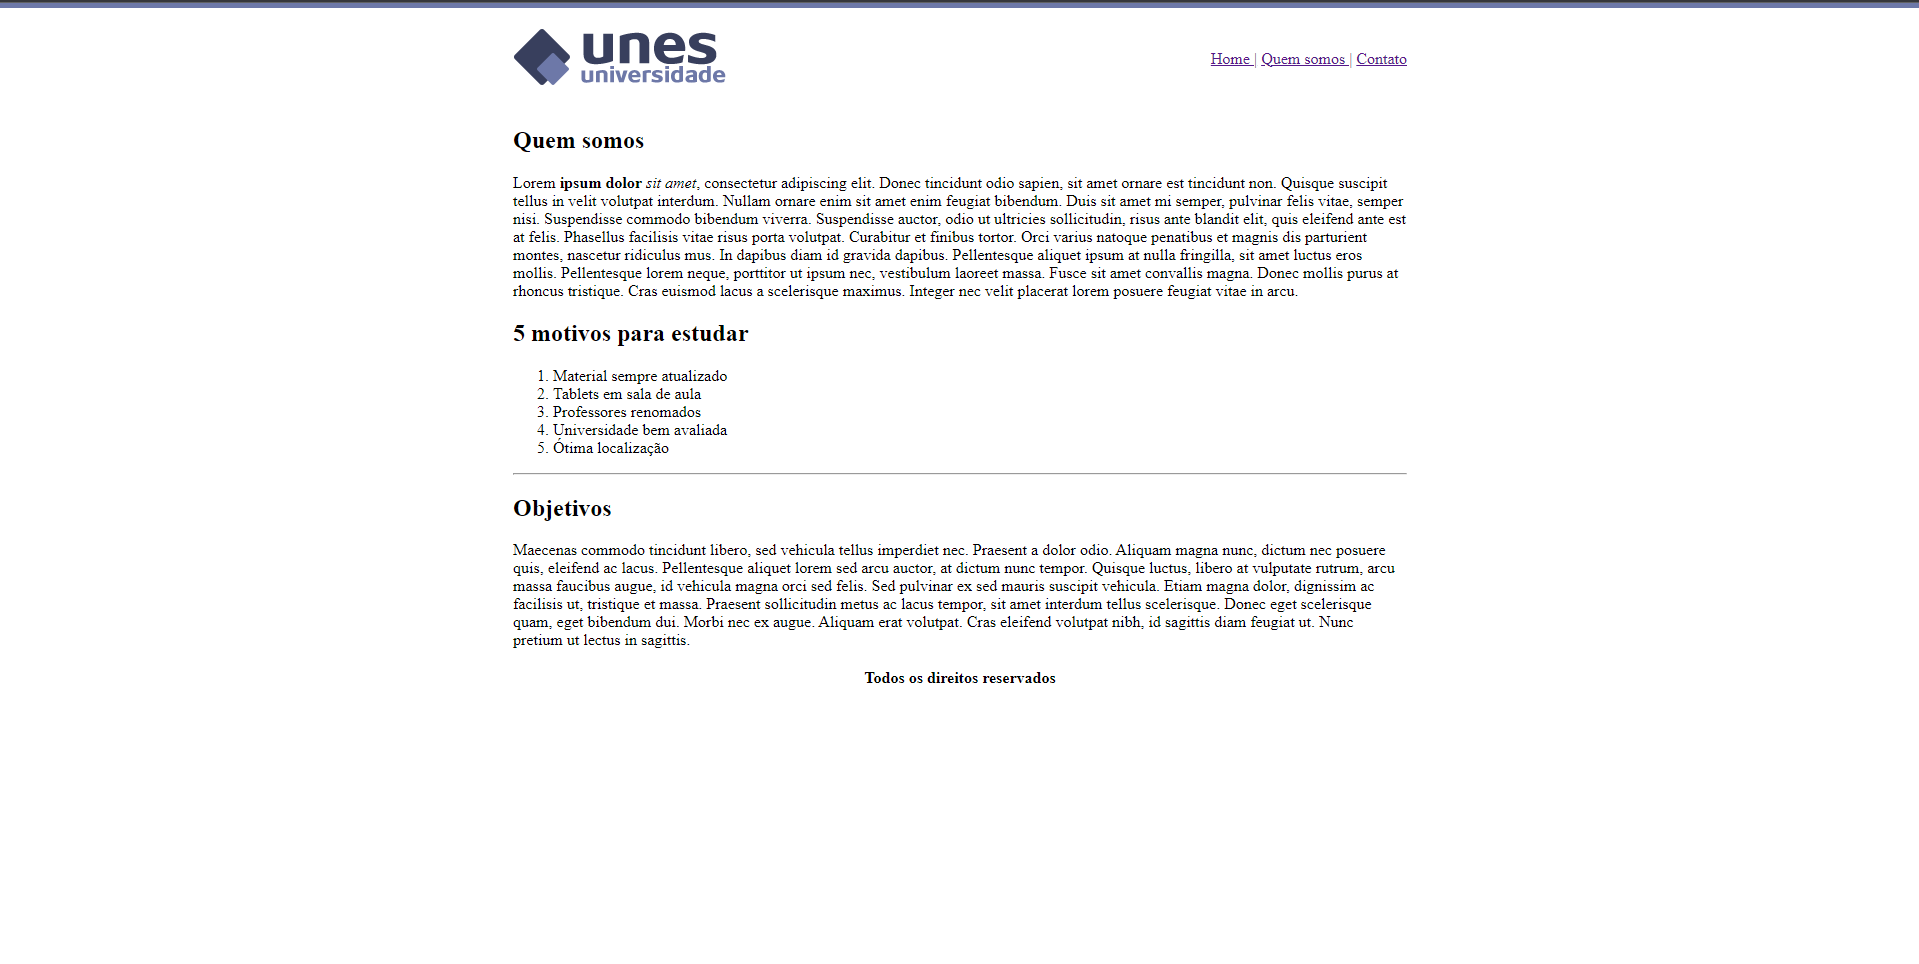 unes
universidade
Home | Quem somos | Contato
Quem somos
Lorem ipsum dolor sit amet, consectetur adipiscing elit. Donec tincidunt odio sapien, sit amet ornare est tincidunt non. Quisque suscipit
tellus in velit volutpat interdum. Nullam ornare enim sit amet enim feugiat bibendum. Duis sit amet mi semper, pulvinar felis vitae, semper
nisi. Suspendisse commodo bibendum viverra. Suspendisse auctor, odio ut ultricies sollicitudin, risus ante blandit elit, quis eleifend ante est
at felis. Phasellus facilisis vitae risus porta volutpat. Curabitur et finibus tortor. Orci varius natoque penatibus et magnis dis parturient
montes, nascetur ridiculus mus. In dapibus diam id gravida dapibus. Pellentesque aliquet ipsum at nulla fringilla, sit amet luctus eros
mollis. Pellentesque lorem neque, porttitor ut ipsum nec, vestibulum laoreet massa. Fusce sit amet convallis magna. Donec mollis purus at
rhoncus tristique. Cras euismod lacus a scelerisque maximus. Integer nec velit placerat lorem posuere feugiat vitae in arcu.
5 motivos para estudar
1. Material sempre atualizado
2. Tablets em sala de aula
3. Professores renomados
4. Universidade bem avaliada
5. Ótima localização
Objetivos
Maecenas commodo tincidunt libero, sed vehicula tellus imperdiet nec. Praesent a dolor odio. Aliquam magna nunc, dictum nec posuere
quis, eleifend ac lacus. Pellentesque aliquet lorem sed arcu auctor, at dictum nunc tempor. Quisque luctus, libero at vulputate rutrum, arcu
massa faucibus augue, id vehicula magna orci sed felis. Sed pulvinar ex sed mauris suscipit vehicula. Etiam magna dolor, dignissim ac
facilisis ut, tristique et massa. Praesent sollicitudin metus ac lacus tempor, sit amet interdum tellus scelerisque. Donec eget scelerisque
quam, eget bibendum dui. Morbi nec ex augue. Aliquam erat volutpat. Cras eleifend volutpat nibh, id sagittis diam feugiat ut. Nunc
pretium ut lectus in sagittis.
Todos os direitos reservados